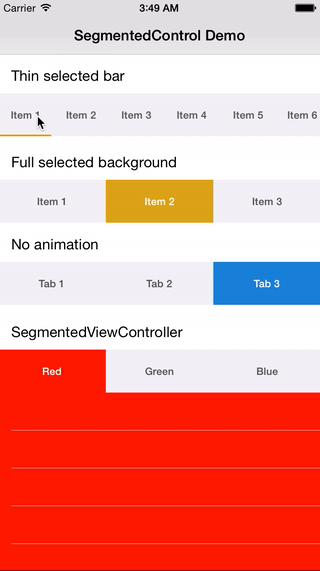 Carrier 3:49 AM
SegmentedControl Demo
Thin selected bar
Item 1 Item 2 Item 3 Item 4 Item 5 Item 6
Full selected background
Item 1 Item 2 Item 3
No animation
Tab 1 Tab 2 Tab 3
SegmentedViewController
Red Green Blue